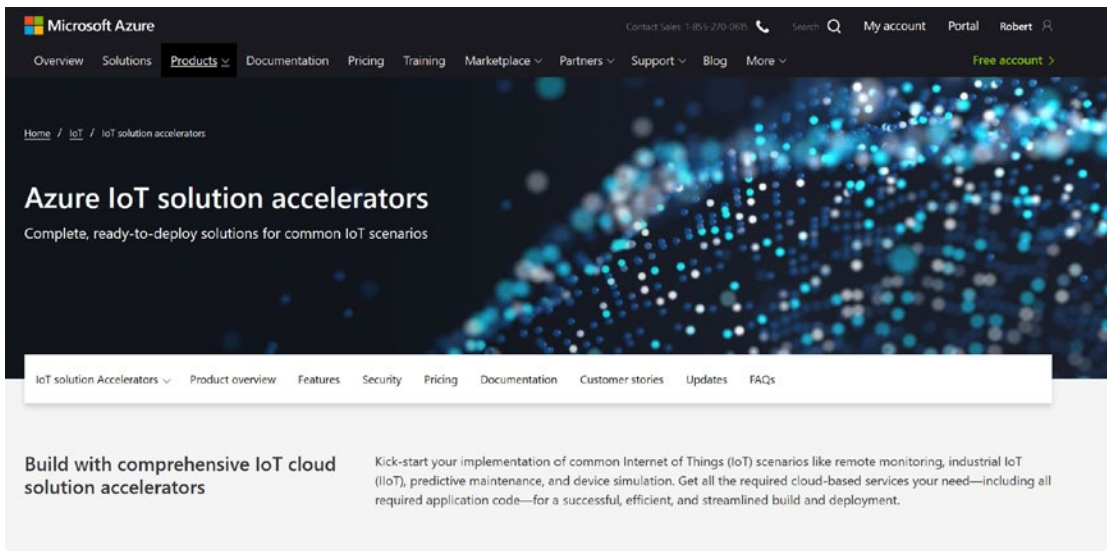 Microsoft Azure
Contact Sales 1-855-270-0615 Search My account Portal Robert
Overview Solutions Products Documentation Pricing Training Marketplace Partners Support Blog More Free account >
Home / IoT / IoT solution accelerators
Azure IoT solution accelerators
Complete, ready-to-deploy solutions for common IoT scenarios
IoT solution Accelerators Product overview Features Security Pricing Documentation Customer stories Updates FAQs
Build with comprehensive IoT cloud
solution accelerators
Kick-start your implementation of common Internet of Things (IoT) scenarios like remote monitoring, industrial IoT
(IIoT), predictive maintenance, and device simulation. Get all the required cloud-based services your need—including all
required application code—for a successful, efficient, and streamlined build and deployment.